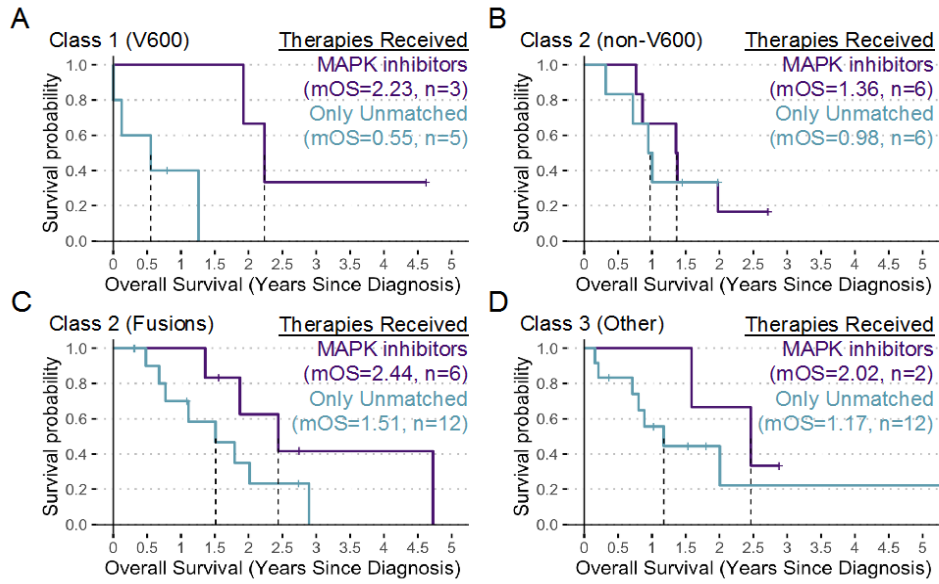 A
Class 1 (V600)
Therapies Received
MAPK inhibitors
(mOS=2.23, n=3)
Only Unmatched
(mOS=0.55, n=5)
Survival probability
1.0
0.8
0.6
0.4
0.2
0.0
0 0.5 1 1.5 2 2.5 3 3.5 4 4.5 5
Overall Survival (Years Since Diagnosis)
B
Class 2 (non-V600)
Therapies Received
MAPK inhibitors
(mOS=1.36, n=6)
Only Unmatched
(mOS=0.98, n=6)
Survival probability
1.0
0.8
0.6
0.4
0.2
0.0
0 0.5 1 1.5 2 2.5 3 3.5 4 4.5 5
Overall Survival (Years Since Diagnosis)
C
Class 2 (Fusions)
Therapies Received
MAPK inhibitors
(mOS=2.44, n=6)
Only Unmatched
(mOS=1.51, n=12)
Survival probability
1.0
0.8
0.6
0.4
0.2
0.0
0 0.5 1 1.5 2 2.5 3 3.5 4 4.5 5
Overall Survival (Years Since Diagnosis)
D
Class 3 (Other)
Therapies Received
MAPK inhibitors
(mOS=2.02, n=2)
Only Unmatched
(mOS=1.17, n=12)
Survival probability
1.0
0.8
0.6
0.4
0.2
0.0
0 0.5 1 1.5 2 2.5 3 3.5 4 4.5 5
Overall Survival (Years Since Diagnosis)